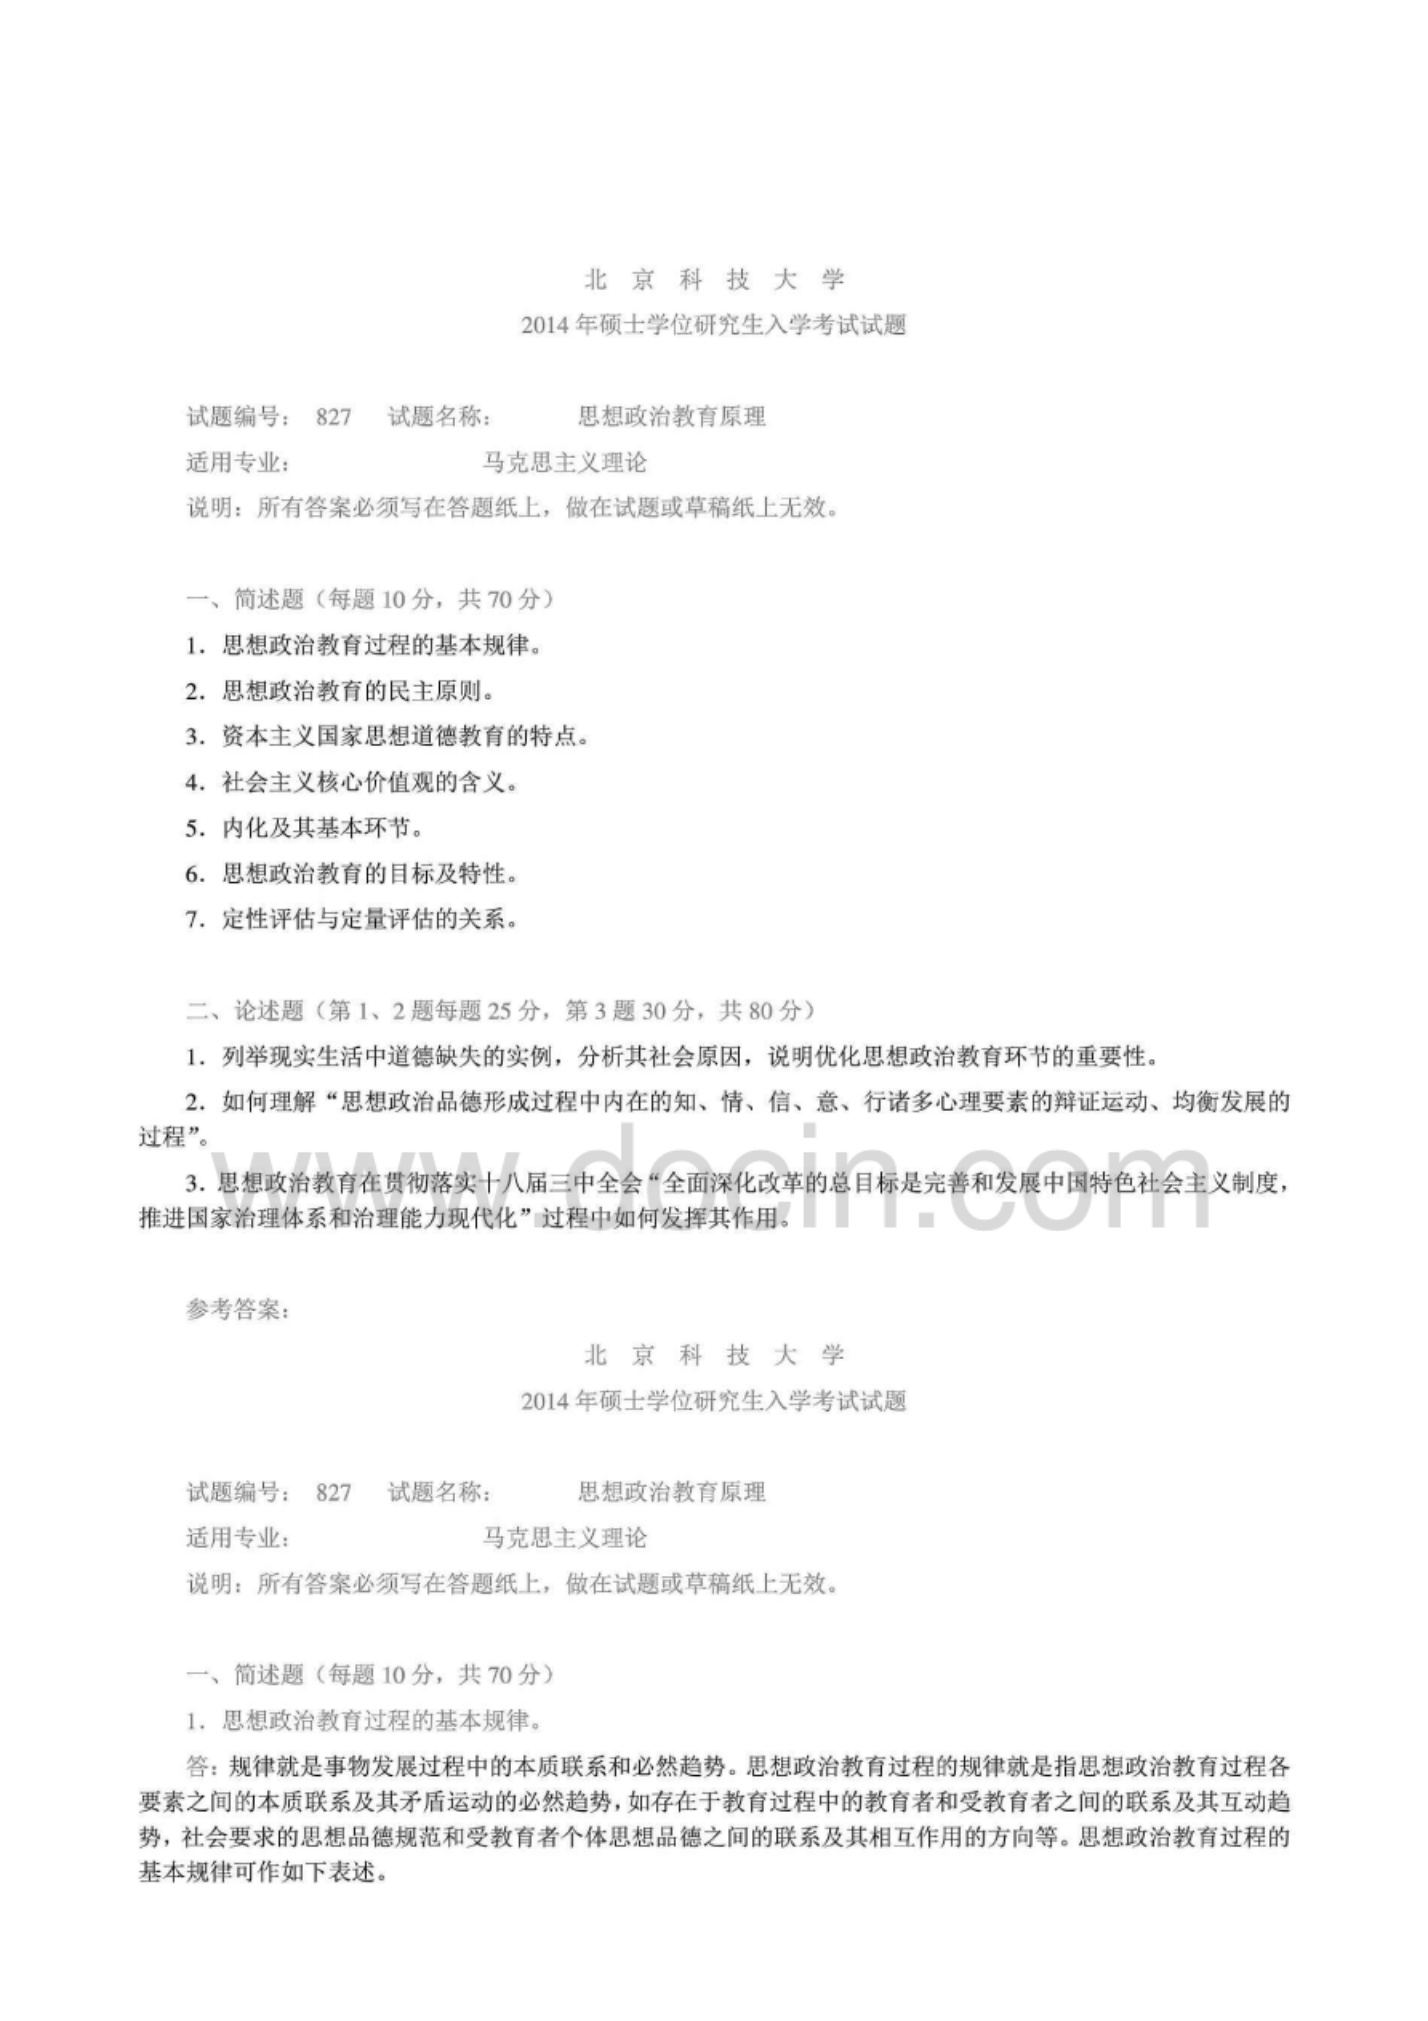 北 京 科 技 大 学
2014 年硕士学位研究生入学考试试题
试题编号： 827 试题名称： 思想政治教育原理
适用专业： 马克思主义理论
说明：所有答案必须写在答题纸上，做在试题或草稿纸上无效。
一、简述题（每题 10 分，共 70 分）
1．思想政治教育过程的基本规律。
2．思想政治教育的民主原则。
3．资本主义国家思想道德教育的特点。
4．社会主义核心价值观的含义。
5．内化及其基本环节。
6．思想政治教育的目标及特性。
7．定性评估与定量评估的关系。
二、论述题（第 1、2 题每题 25 分，第 3 题 30 分，共 80 分）
1．列举现实生活中道德缺失的实例，分析其社会原因，说明优化思想政治教育环节的重要性。
2．如何理解“思想政治品德形成过程中内在的知、情、信、意、行诸多心理要素的辩证运动、均衡发展的
过程”。
www.docin.com
3．思想政治教育在贯彻落实十八届三中全会“全面深化改革的总目标是完善和发展中国特色社会主义制度，
推进国家治理体系和治理能力现代化”过程中如何发挥其作用。
参考答案：
北 京 科 技 大 学
2014 年硕士学位研究生入学考试试题
试题编号： 827 试题名称： 思想政治教育原理
适用专业： 马克思主义理论
说明：所有答案必须写在答题纸上，做在试题或草稿纸上无效。
一、简述题（每题 10 分，共 70 分）
1．思想政治教育过程的基本规律。
答：规律就是事物发展过程中的本质联系和必然趋势。思想政治教育过程的规律就是指思想政治教育过程各
要素之间的本质联系及其矛盾运动的必然趋势，如存在于教育过程中的教育者和受教育者之间的联系及其互动趋
势，社会要求的思想品德规范和受教育者个体思想品德之间的联系及其相互作用的方向等。思想政治教育过程的
基本规律可作如下表述。